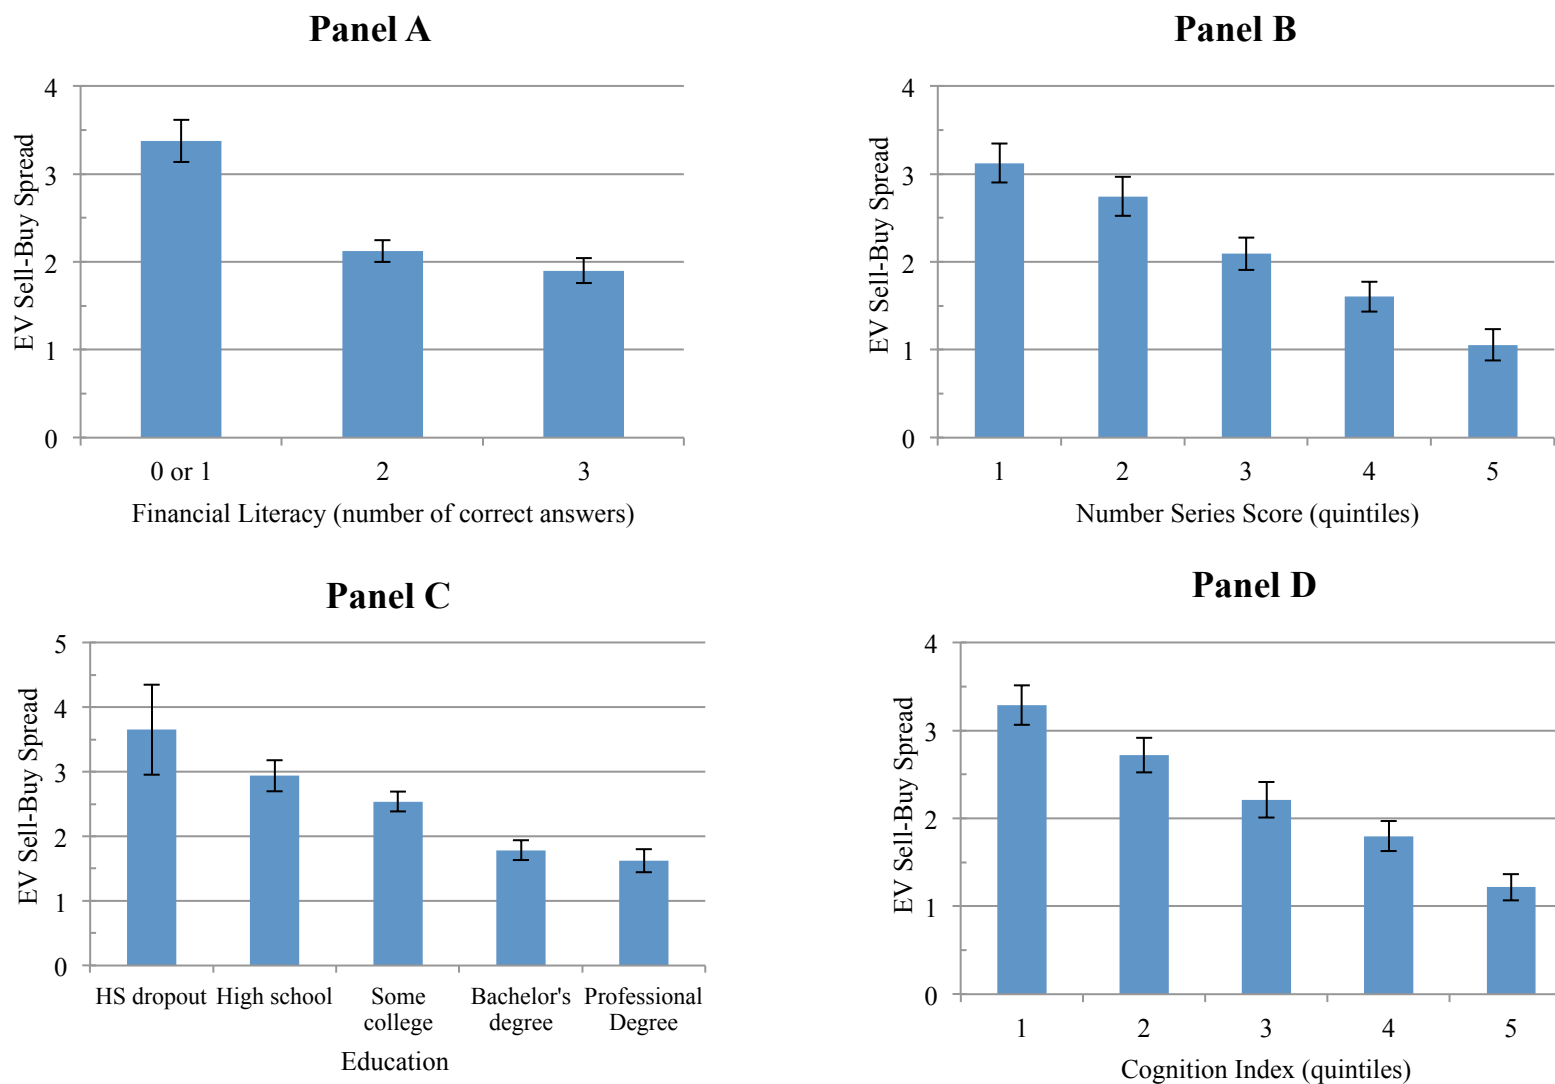 Panel A
EV Sell-Buy Spread
4
3
2
1
0
0 or 1 2 3
Financial Literacy (number of correct answers)
Panel B
EV Sell-Buy Spread
4
3
2
1
0
1 2 3 4 5
Number Series Score (quintiles)
Panel C
EV Sell-Buy Spread
5
4
3
2
1
0
HS dropout High school Some Bachelor's Professional
college degree Degree
Education
Panel D
EV Sell-Buy Spread
4
3
2
1
0
1 2 3 4 5
Cognition Index (quintiles)